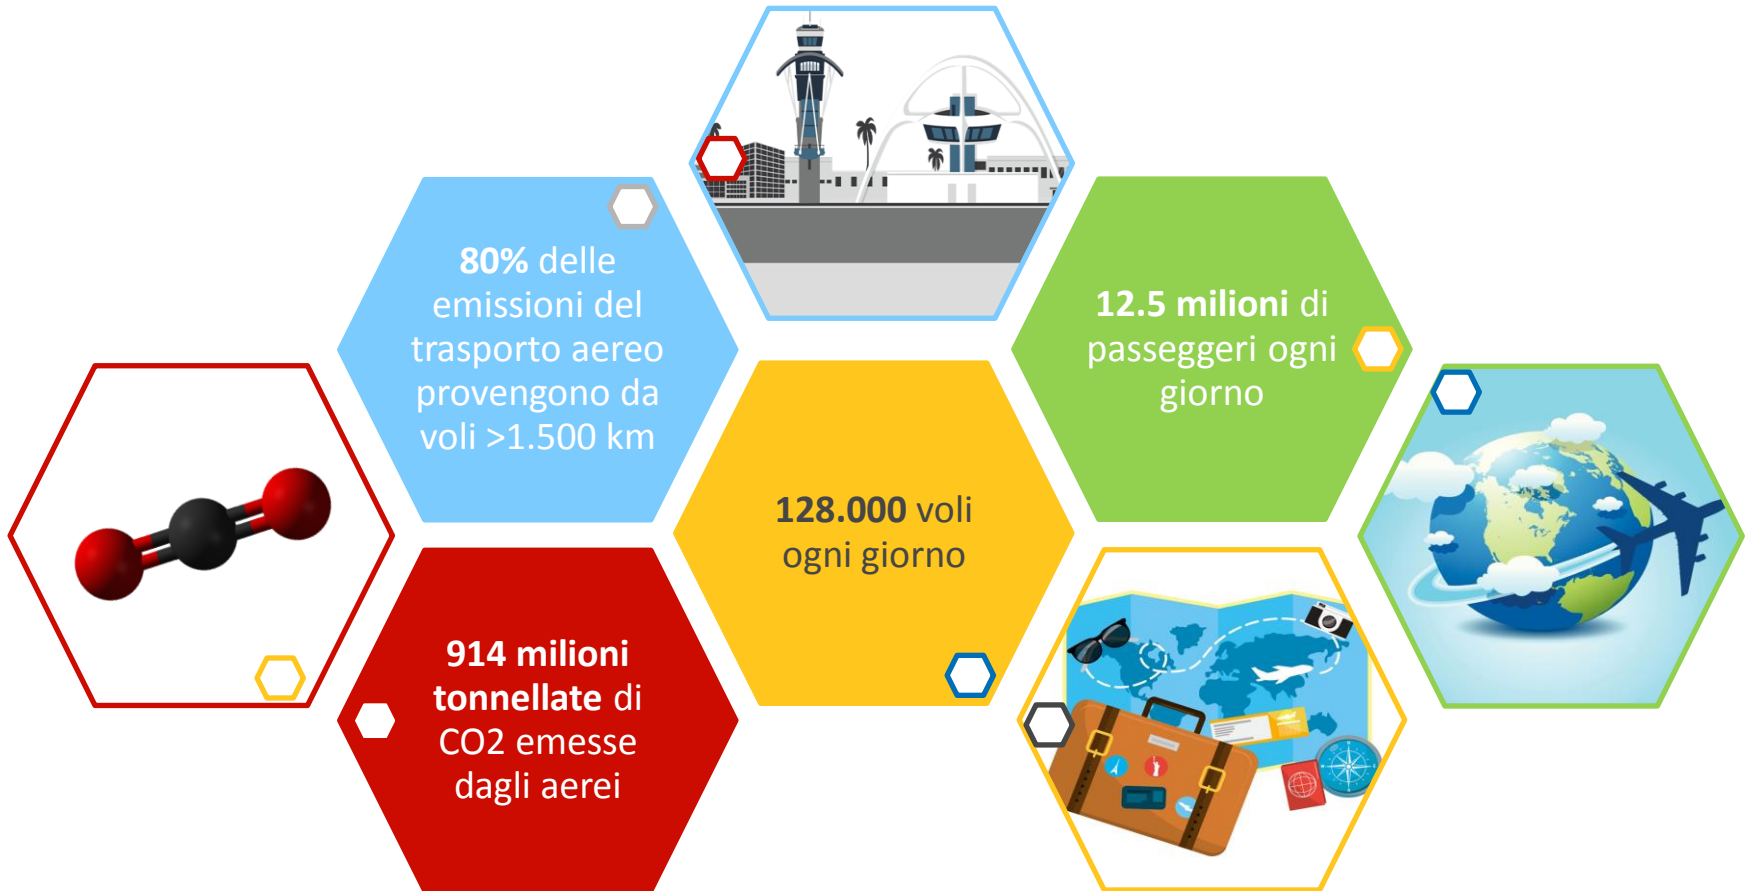 80% delle
emissioni del
trasporto aereo
provengono da
voli >1.500 km
12.5 milioni di
passeggeri ogni
giorno
128.000 voli
ogni giorno
914 milioni
tonnellate di
CO2 emesse
dagli aerei